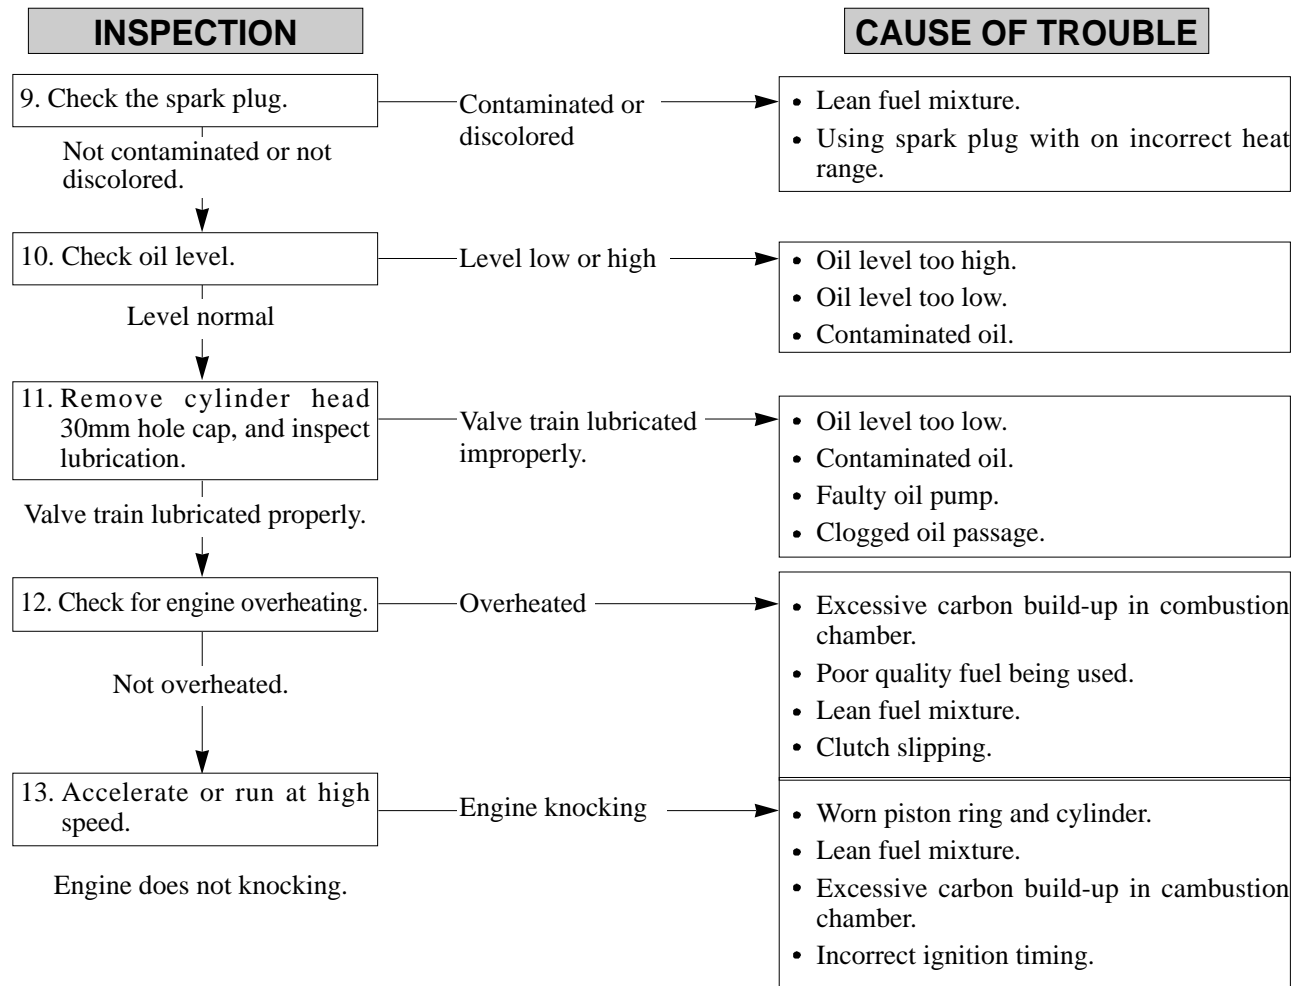 INSPECTION
CAUSE OF TROUBLE
9. Check the spark plug.
Contaminated or
discolored
• Lean fuel mixture.
• Using spark plug with on incorrect heat
range.
Not contaminated or not
discolored.
10. Check oil level.
Level low or high
• Oil level too high.
• Oil level too low.
• Contaminated oil.
Level normal
11. Remove cylinder head
30mm hole cap, and inspect
lubrication.
Valve train lubricated
improperly.
• Oil level too low.
• Contaminated oil.
• Faulty oil pump.
• Clogged oil passage.
Valve train lubricated properly.
12. Check for engine overheating.
Overheated
• Excessive carbon build-up in combustion
chamber.
• Poor quality fuel being used.
• Lean fuel mixture.
• Clutch slipping.
Not overheated.
13. Accelerate or run at high
speed.
Engine knocking
• Worn piston ring and cylinder.
• Lean fuel mixture.
• Excessive carbon build-up in cambustion
chamber.
• Incorrect ignition timing.
Engine does not knocking.